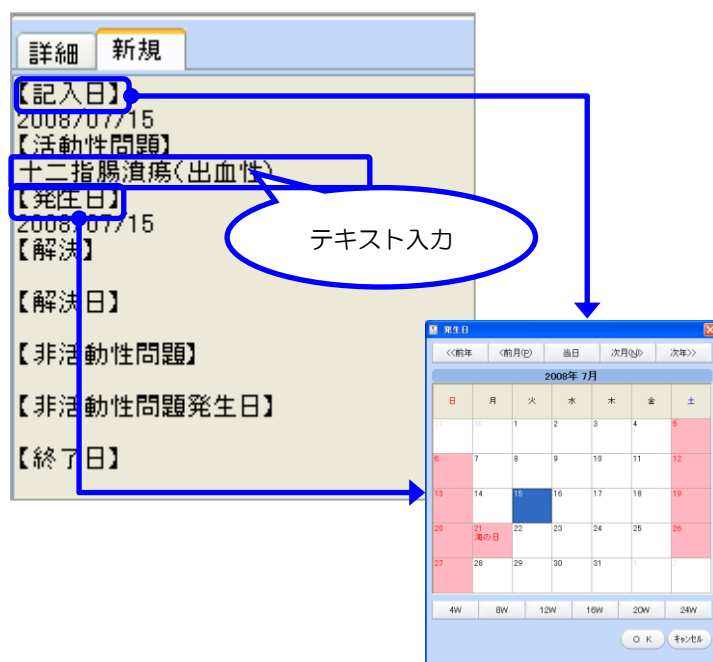 詳細 新規
【記入日】
2008/07/15
【活動性問題】
十二指腸潰瘍(出血性)
【発生日】
2008/07/15
【解決】
【解決日】
【非活動性問題】
【非活動性問題発生日】
【終了日】
テキスト入力
発生日
<<前年 <前月(P) 当日 次月(N)> 次年>>
2008年 7月
日 月 火 水 木 金 土
29 30 1 2 3 4 5
6 7 8 9 10 11 12
13 14 15 16 17 18 19
20 21 22 23 24 25 26
海の日
27 28 29 30 31 1 2
4W 8W 12W 16W 20W 24W
OK キャンセル